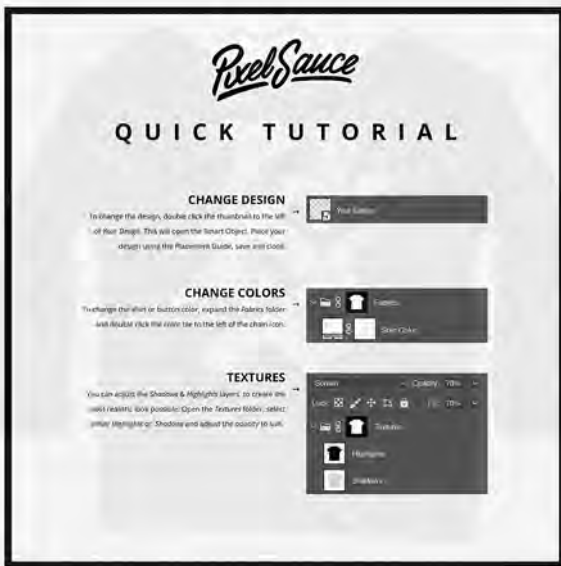 PixelSauce
QUICK TUTORIAL
CHANGE DESIGN
To change the design, double click the thumbnail to the left
of Your Design. This will open the Smart Object. Place your
design using the Placement Guide, save and close.
Your Design
CHANGE COLORS
To change the shirt or button color, expand the Fabrics folder
and double click the color tile to the left of the chain icon.
Fabrics
Shirt Color
TEXTURES
You can adjust the Shadows & Highlights layers, to create the
most realistic look possible. Open the Textures folder, select
either Highlights or Shadows and adjust the opacity to suit.
Screen Opacity: 70%
Lock: Fill: 70%
Textures
Highlights
Shadows